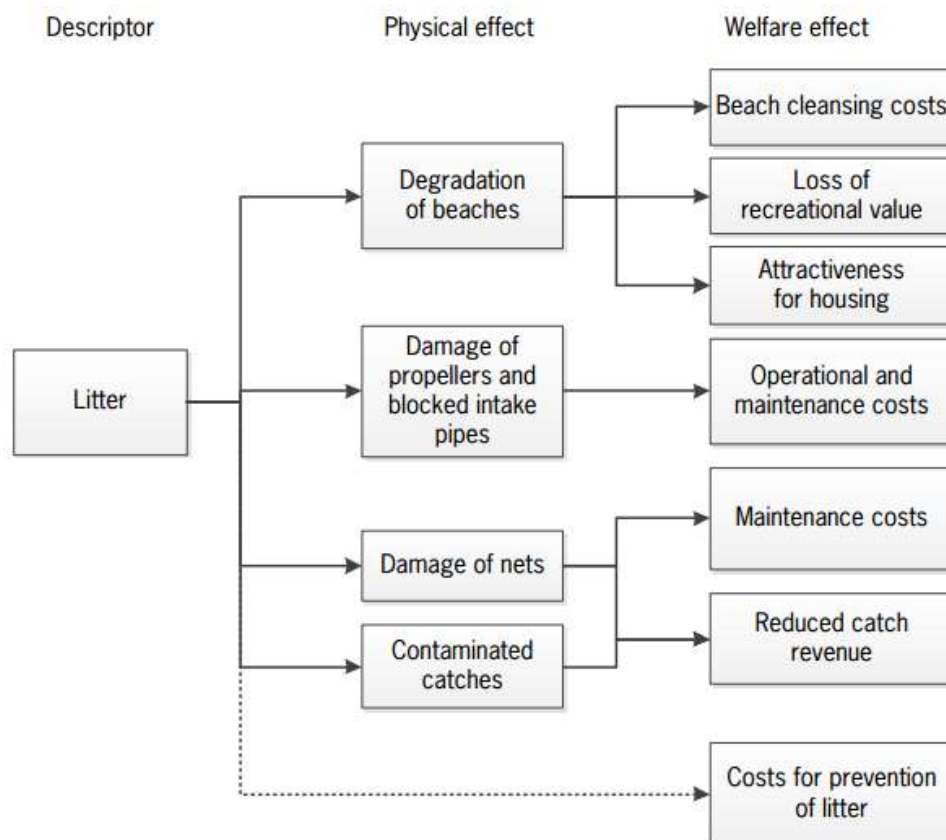 Descriptor
Physical effect
Welfare effect
Litter
Degradation
of beaches
Damage of
propellers and
blocked intake
pipes
Damage of nets
Contaminated
catches
Beach cleansing costs
Loss of
recreational value
Attractiveness
for housing
Operational and
maintenance costs
Maintenance costs
Reduced catch
revenue
Costs for prevention
of litter